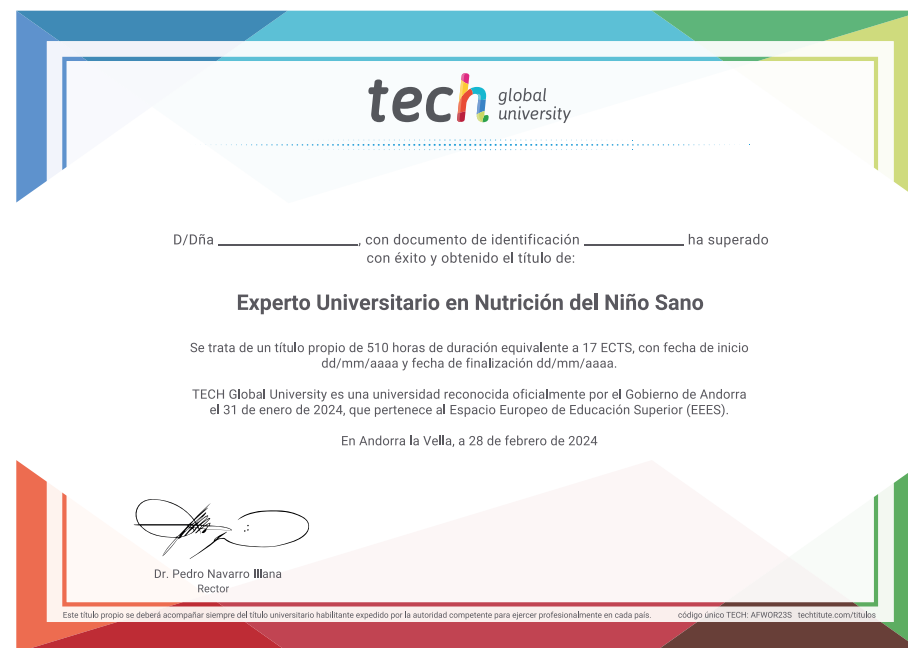 tech global university
D/Dña ________________, con documento de identificación ____________ ha superado
con éxito y obtenido el título de:
Experto Universitario en Nutrición del Niño Sano
Se trata de un título propio de 510 horas de duración equivalente a 17 ECTS, con fecha de inicio
dd/mm/aaaa y fecha de finalización dd/mm/aaaa.
TECH Global University es una universidad reconocida oficialmente por el Gobierno de Andorra
el 31 de enero de 2024, que pertenece al Espacio Europeo de Educación Superior (EEES).
En Andorra la Vella, a 28 de febrero de 2024
Dr. Pedro Navarro Illana
Rector
Este título propio se deberá acompañar siempre del título universitario habilitante expedido por la autoridad competente para ejercer profesionalmente en cada país. código único TECH: AFWOR23S techtitute.com/titulos